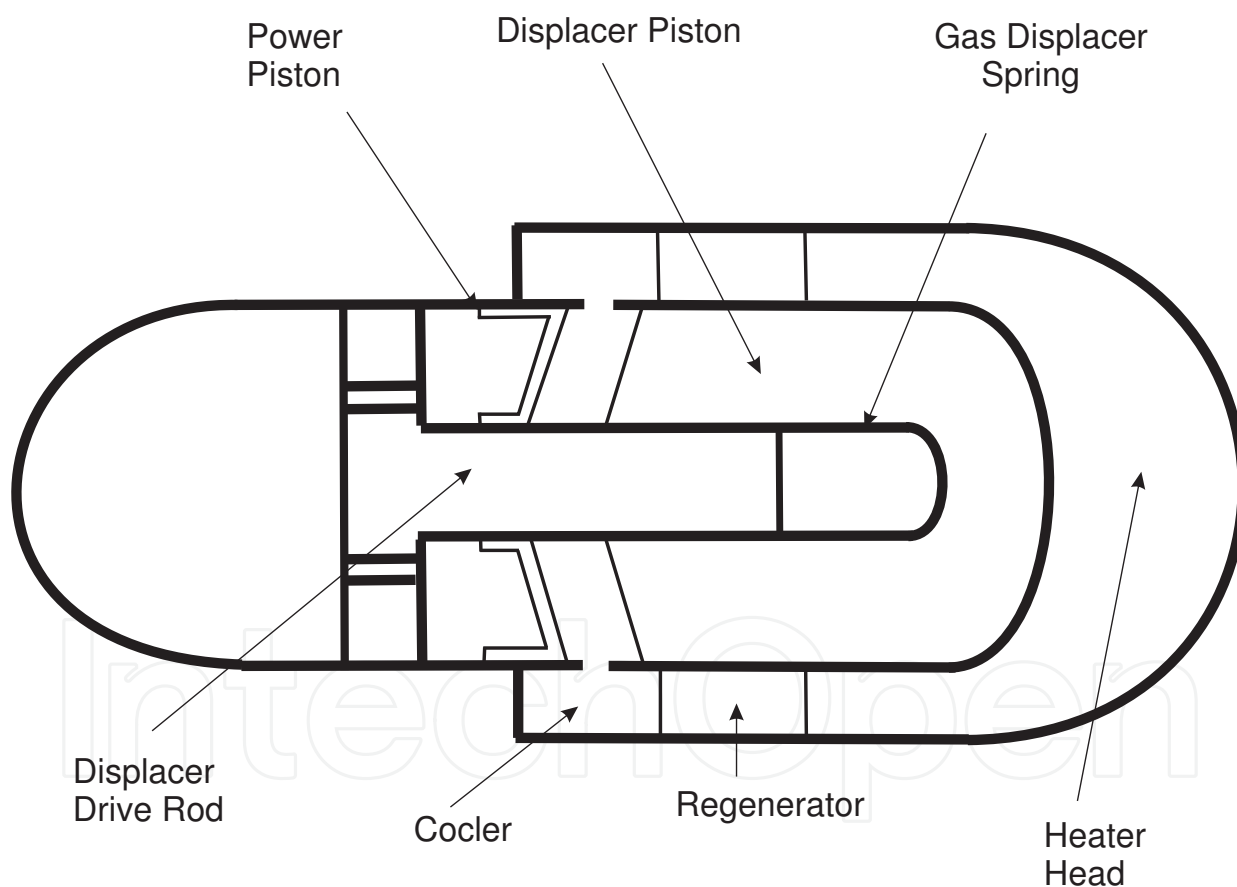 Power
Piston
Displacer Piston
Gas Displacer
Spring
Displacer
Drive Rod
Cocler
Regenerator
Heater
Head
IntechOpen